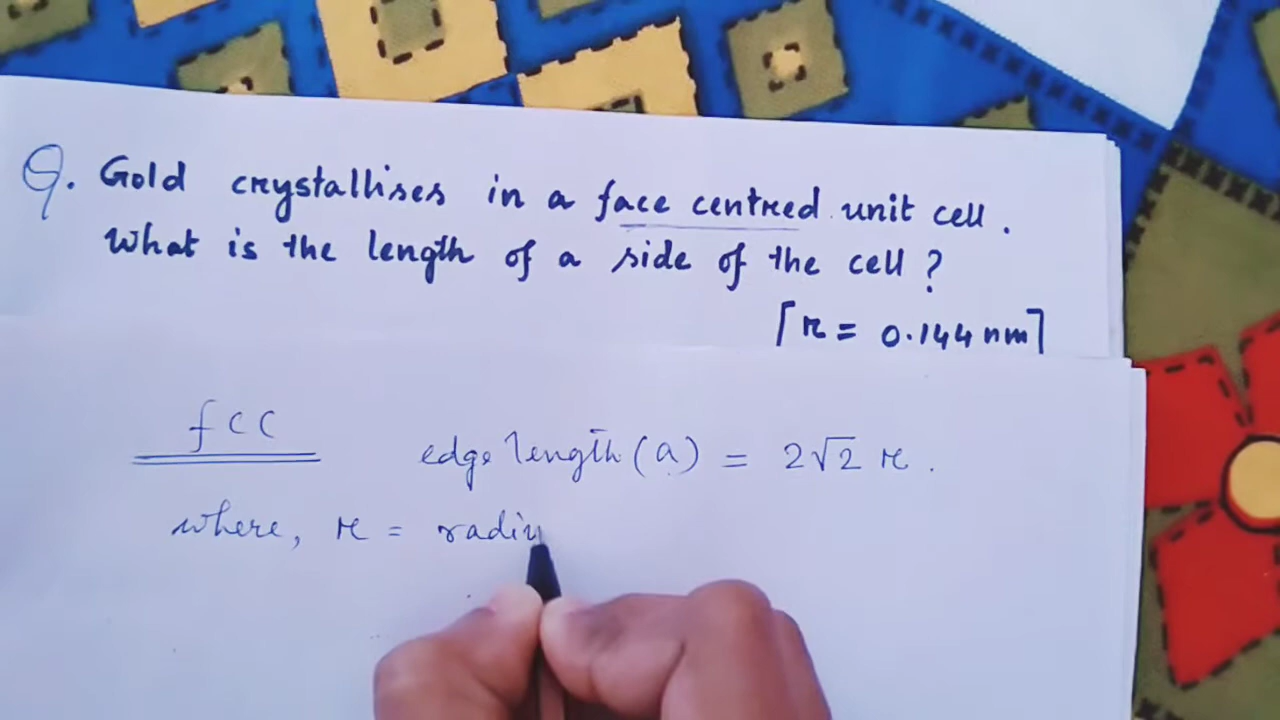 Q. Gold crystallises in a face centred unit cell.
What is the length of a side of the cell?
[r = 0.144 nm]
fcc edge length (a) = 2√2 r.
where, r = radiu